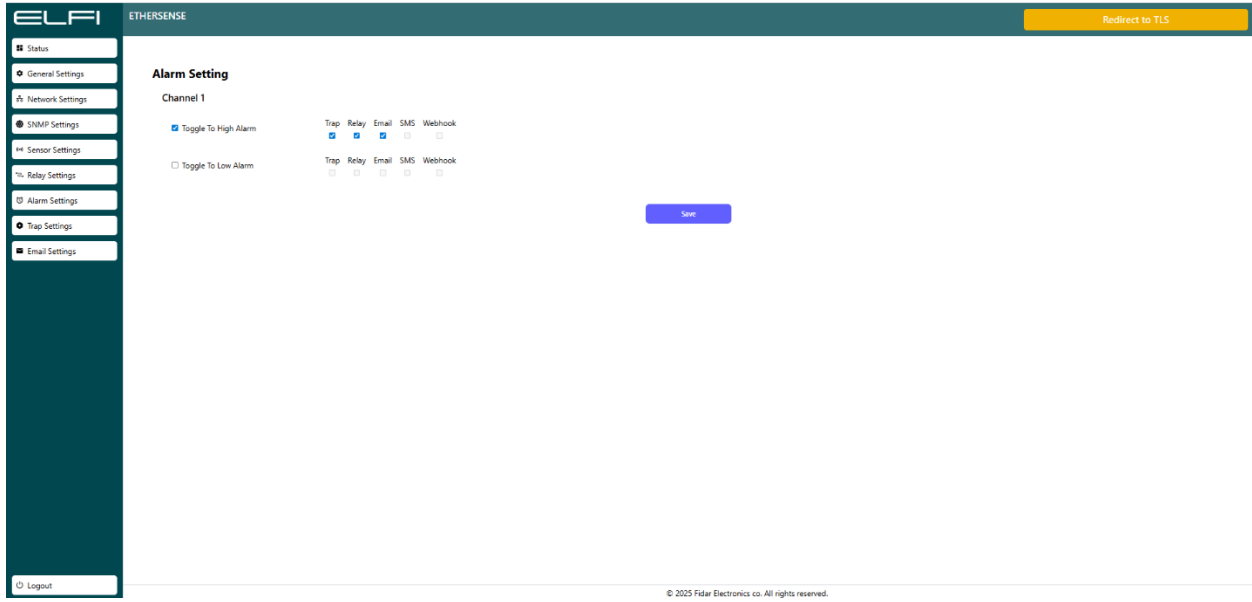 ELFI
ETHERSENSE
Redirect to TLS
Status
General Settings
Network Settings
SNMP Settings
Sensor Settings
Relay Settings
Alarm Settings
Trap Settings
Email Settings
Logout
Alarm Setting
Channel 1
Toggle To High Alarm
Trap Relay Email SMS Webhook
Toggle To Low Alarm
Trap Relay Email SMS Webhook
Save
© 2025 Fidar Electronics co. All rights reserved.